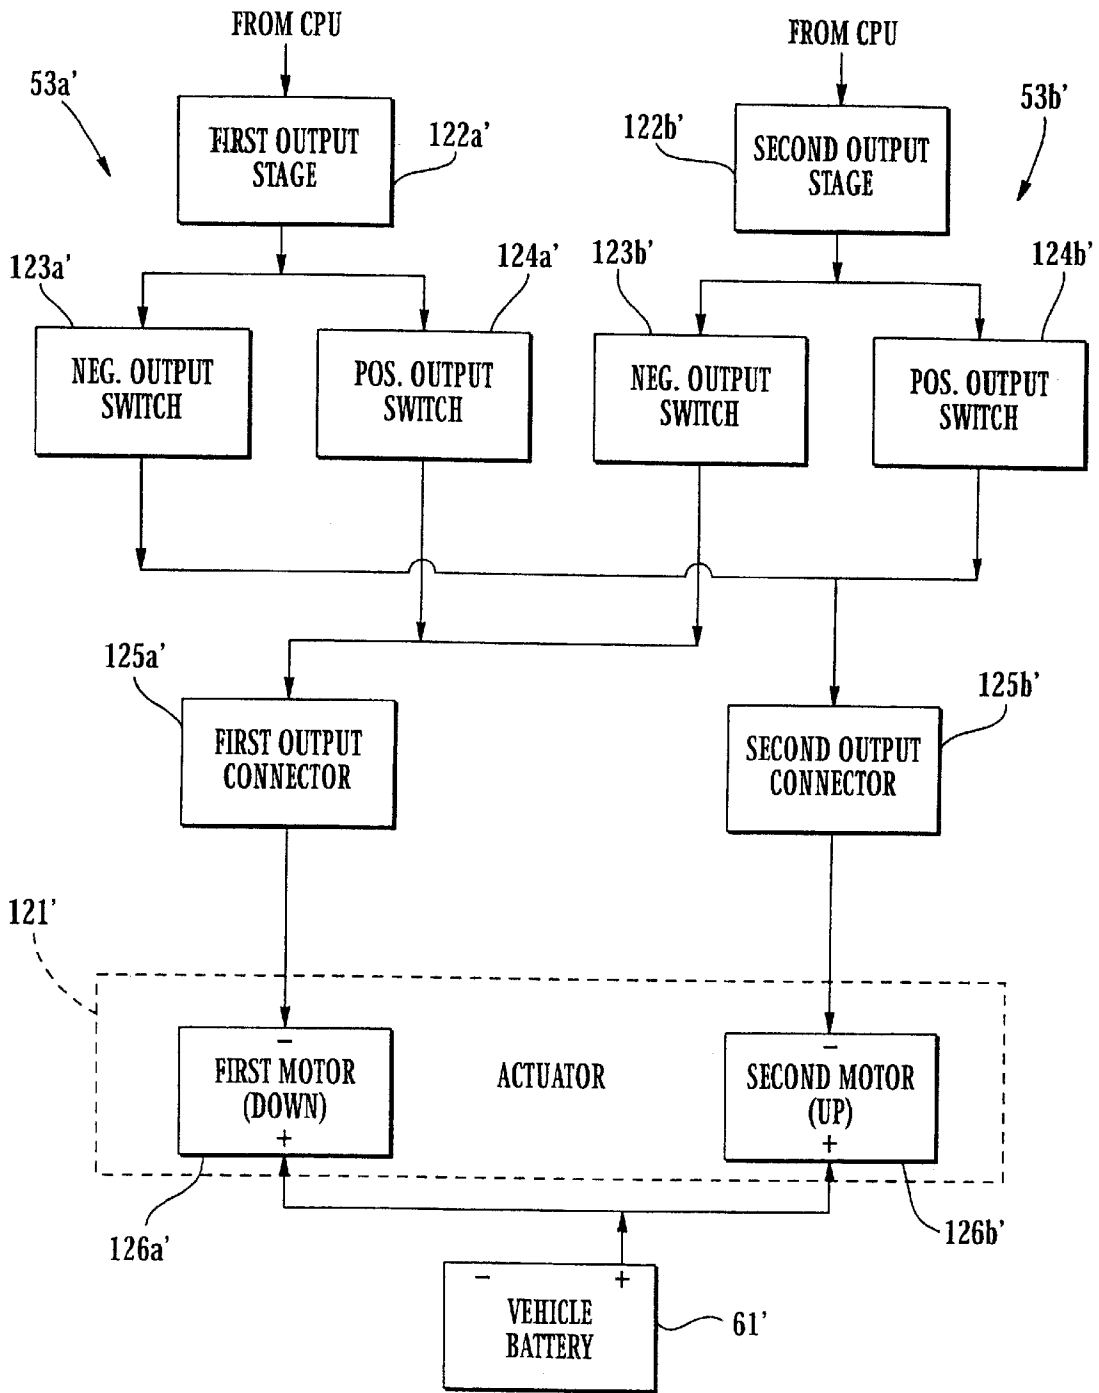 FROM CPU
FROM CPU
53a'
53b'
FIRST OUTPUT
STAGE
122a'
122b'
SECOND OUTPUT
STAGE
123a'
124a'
123b'
124b'
NEG. OUTPUT
SWITCH
POS. OUTPUT
SWITCH
NEG. OUTPUT
SWITCH
POS. OUTPUT
SWITCH
125a'
125b'
FIRST OUTPUT
CONNECTOR
SECOND OUTPUT
CONNECTOR
121'
-
FIRST MOTOR
(DOWN)
+
ACTUATOR
-
SECOND MOTOR
(UP)
+
126a'
126b'
- +
VEHICLE
BATTERY
61'